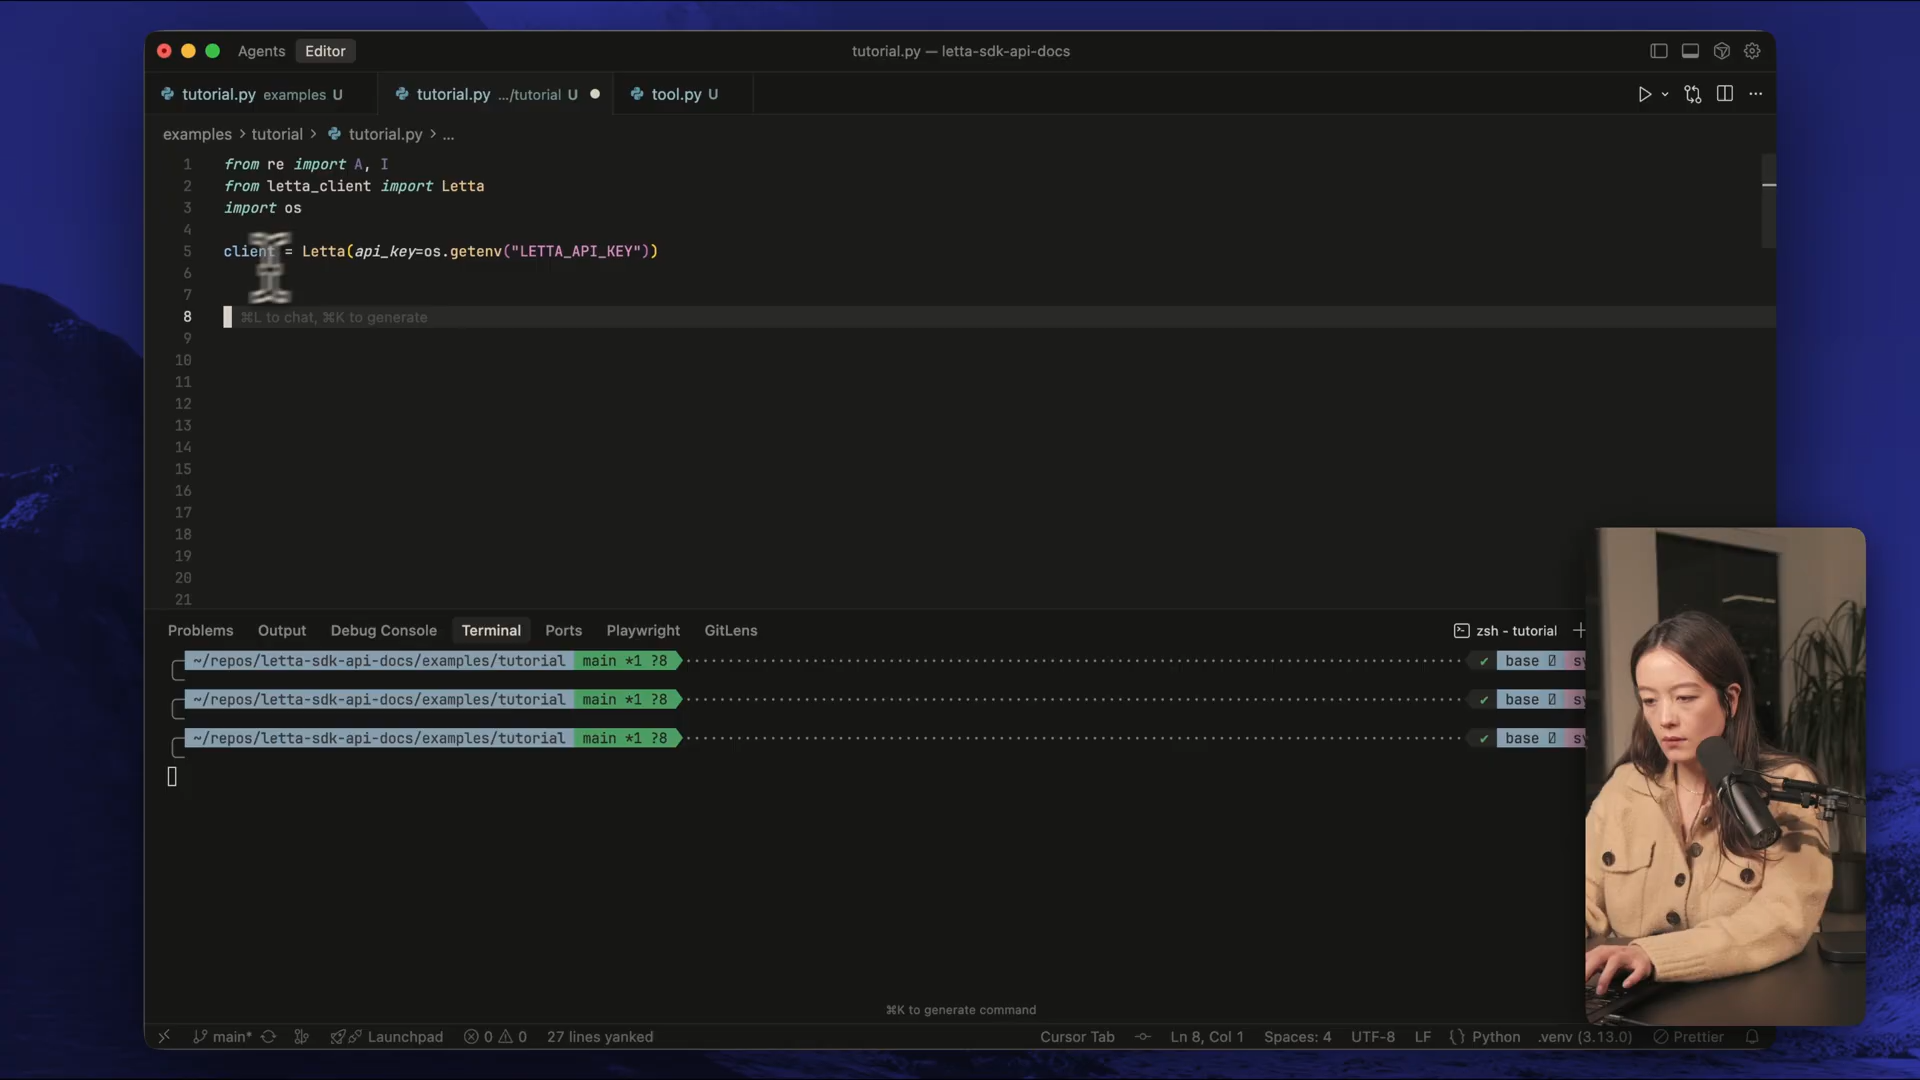 Agents Editor tutorial.py — letta-sdk-api-docs
tutorial.py examples U tutorial.py .../tutorial U tool.py U
examples > tutorial > tutorial.py > ...
1 from re import A, I
2 from letta_client import Letta
3 import os
4
5 client = Letta(api_key=os.getenv("LETTA_API_KEY"))
6
7
8 ⌘L to chat, ⌘K to generate
9
10
11
12
13
14
15
16
17
18
19
20
21
Problems Output Debug Console Terminal Ports Playwright GitLens zsh - tutorial
~/repos/letta-sdk-api-docs/examples/tutorial main *1 ?8 ✓ base
~/repos/letta-sdk-api-docs/examples/tutorial main *1 ?8 ✓ base
~/repos/letta-sdk-api-docs/examples/tutorial main *1 ?8 ✓ base
⌘K to generate command
main* Launchpad 0 0 27 lines yanked Cursor Tab Ln 8, Col 1 Spaces: 4 UTF-8 LF {} Python .venv (3.13.0) Prettier